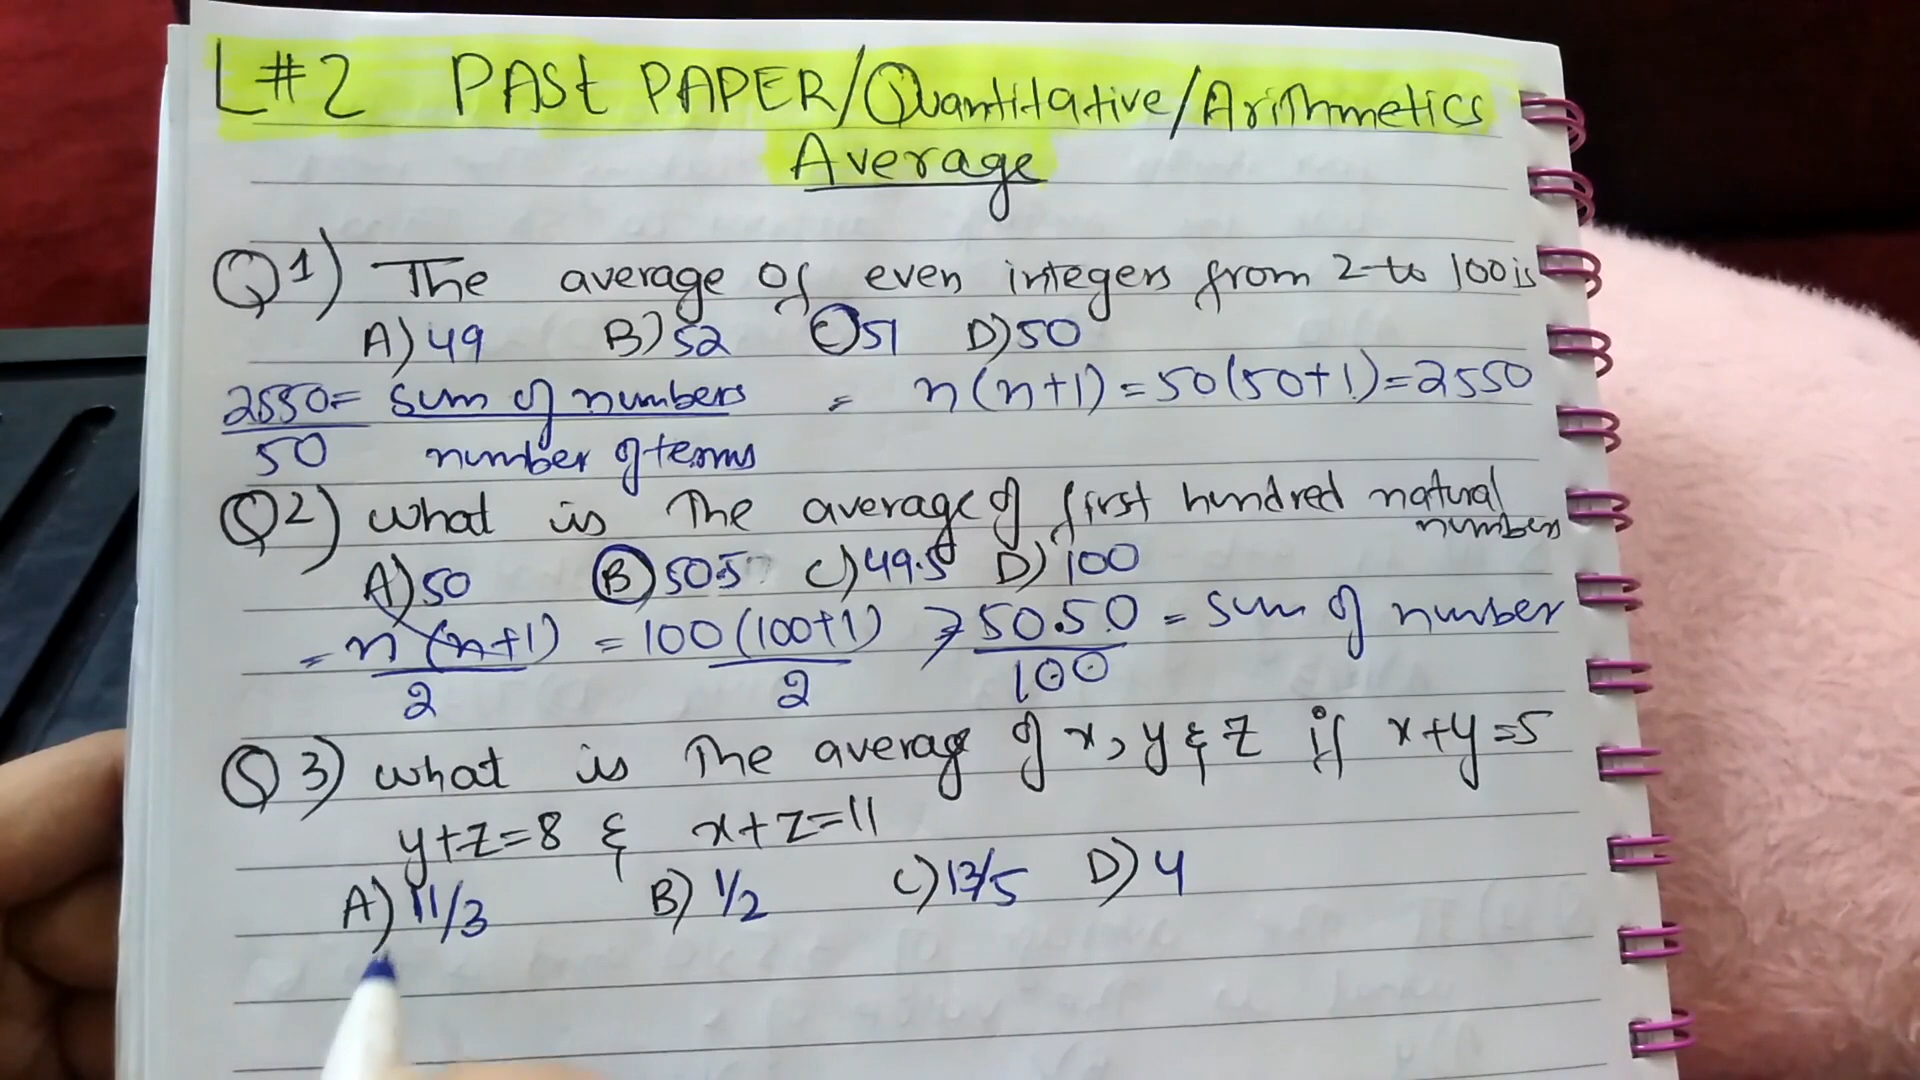 L#2 PASt PAPER/Quantitative/Arithmetics
Average
Q1) The average of even integers from 2 to 100 is
A) 49 B) 52 C) 51 D) 50
2550 = sum of numbers = n(n+1) = 50(50+1) = 2550
50 number of terms
Q2) what is the average of first hundred natural
numbers
A) 50 B) 50.5 C) 49.5 D) 100
= n(n+1) = 100(100+1) => 50.50 = sum of number
2 2 100
Q3) what is the average of x, y & z if x+y=5
y+z=8 & x+z=11
A) 11/3 B) 1/2 C) 13/5 D) 4